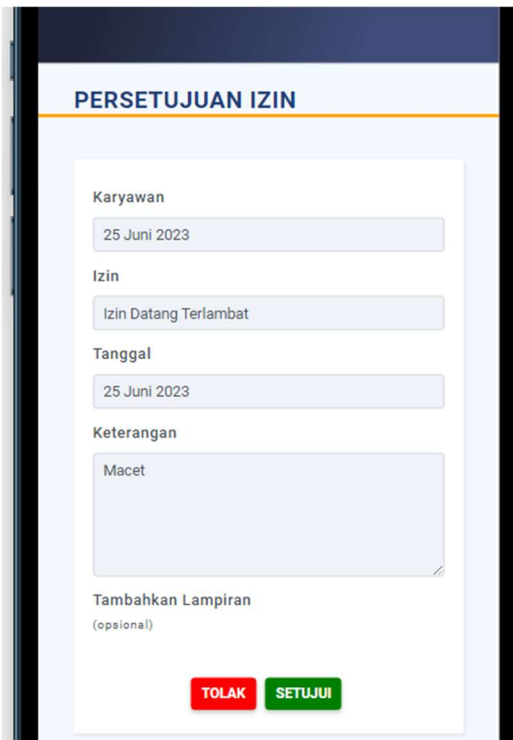 PERSETUJUAN IZIN
Karyawan
25 Juni 2023
Izin
Izin Datang Terlambat
Tanggal
25 Juni 2023
Keterangan
Macet
Tambahkan Lampiran
(opsional)
TOLAK SETUJUI